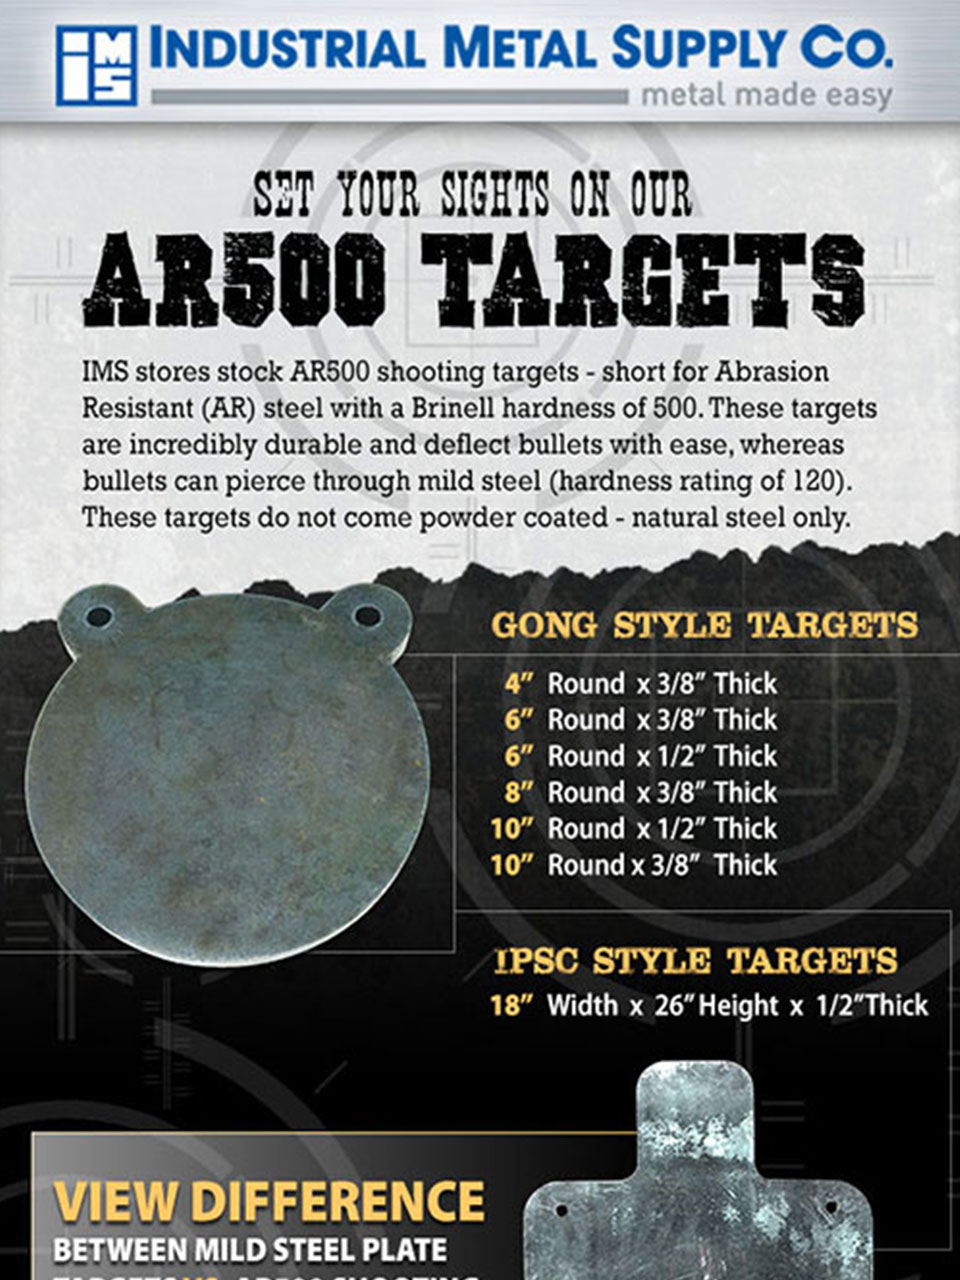 IMS
INDUSTRIAL METAL SUPPLY CO.
metal made easy
SET YOUR SIGHTS ON OUR
AR500 TARGETS
IMS stores stock AR500 shooting targets - short for Abrasion
Resistant (AR) steel with a Brinell hardness of 500. These targets
are incredibly durable and deflect bullets with ease, whereas
bullets can pierce through mild steel (hardness rating of 120).
These targets do not come powder coated - natural steel only.
GONG STYLE TARGETS
4” Round x 3/8” Thick
6” Round x 3/8” Thick
6” Round x 1/2” Thick
8” Round x 3/8” Thick
10” Round x 1/2” Thick
10” Round x 3/8” Thick
IPSC STYLE TARGETS
18” Width x 26” Height x 1/2” Thick
VIEW DIFFERENCE
BETWEEN MILD STEEL PLATE
TARGETS VS. AR500 SHOOTING